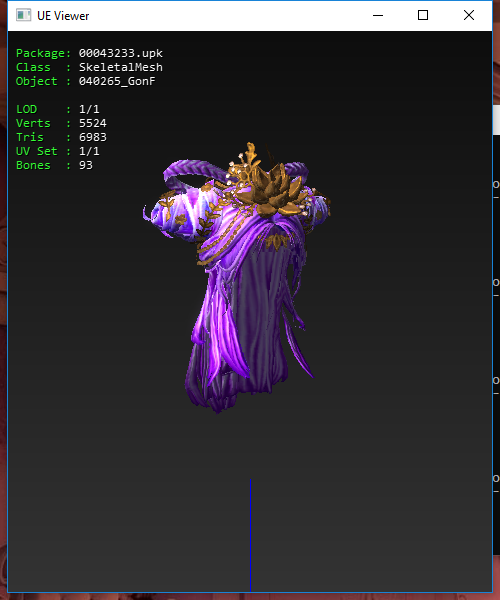 UE Viewer
Package: 00043233.upk
Class  : SkeletalMesh
Object : 040265_GonF
LOD    : 1/1
Verts  : 5524
Tris   : 6983
UV Set : 1/1
Bones  : 93